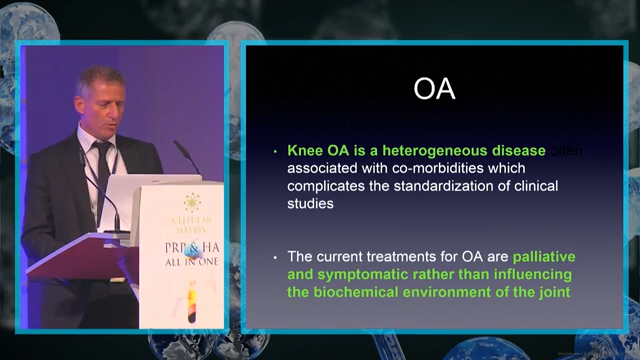 CELLULAR
MATRIX
PRP & HA
ALL IN ONE
OA
• Knee OA is a heterogeneous disease often
associated with co-morbidities which
complicates the standardization of clinical
studies
• The current treatments for OA are palliative
and symptomatic rather than influencing
the biochemical environment of the joint